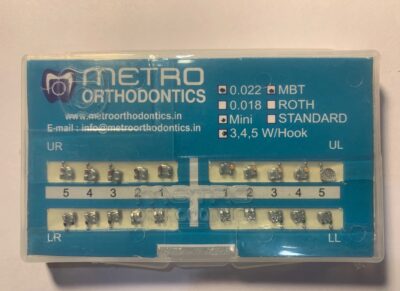 METRO
ORTHODONTICS
www.metroorthodontics.in
E-mail : info@metroorthodontics.in
0.022 MBT
0.018 ROTH
Mini STANDARD
3,4,5 W/Hook
UR UL
5 4 3 2 1 1 2 3 4 5
LR LL